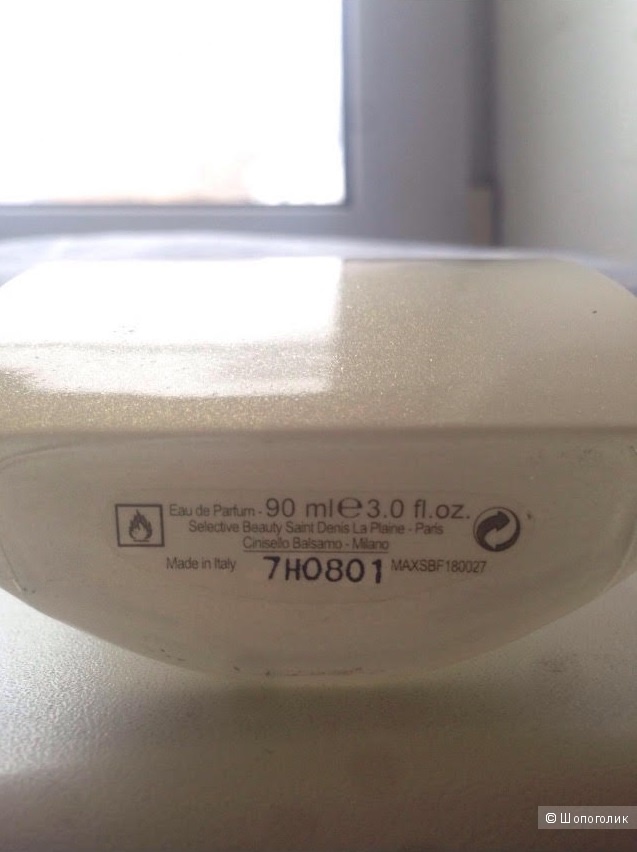 Eau de Parfum - 90 ml ℮ 3.0 fl.oz.
Selective Beauty Saint Denis La Plaine - Paris
Cinisello Balsamo - Milano
Made in Italy 7H0801 MAXSBF180027
© Шопоголик